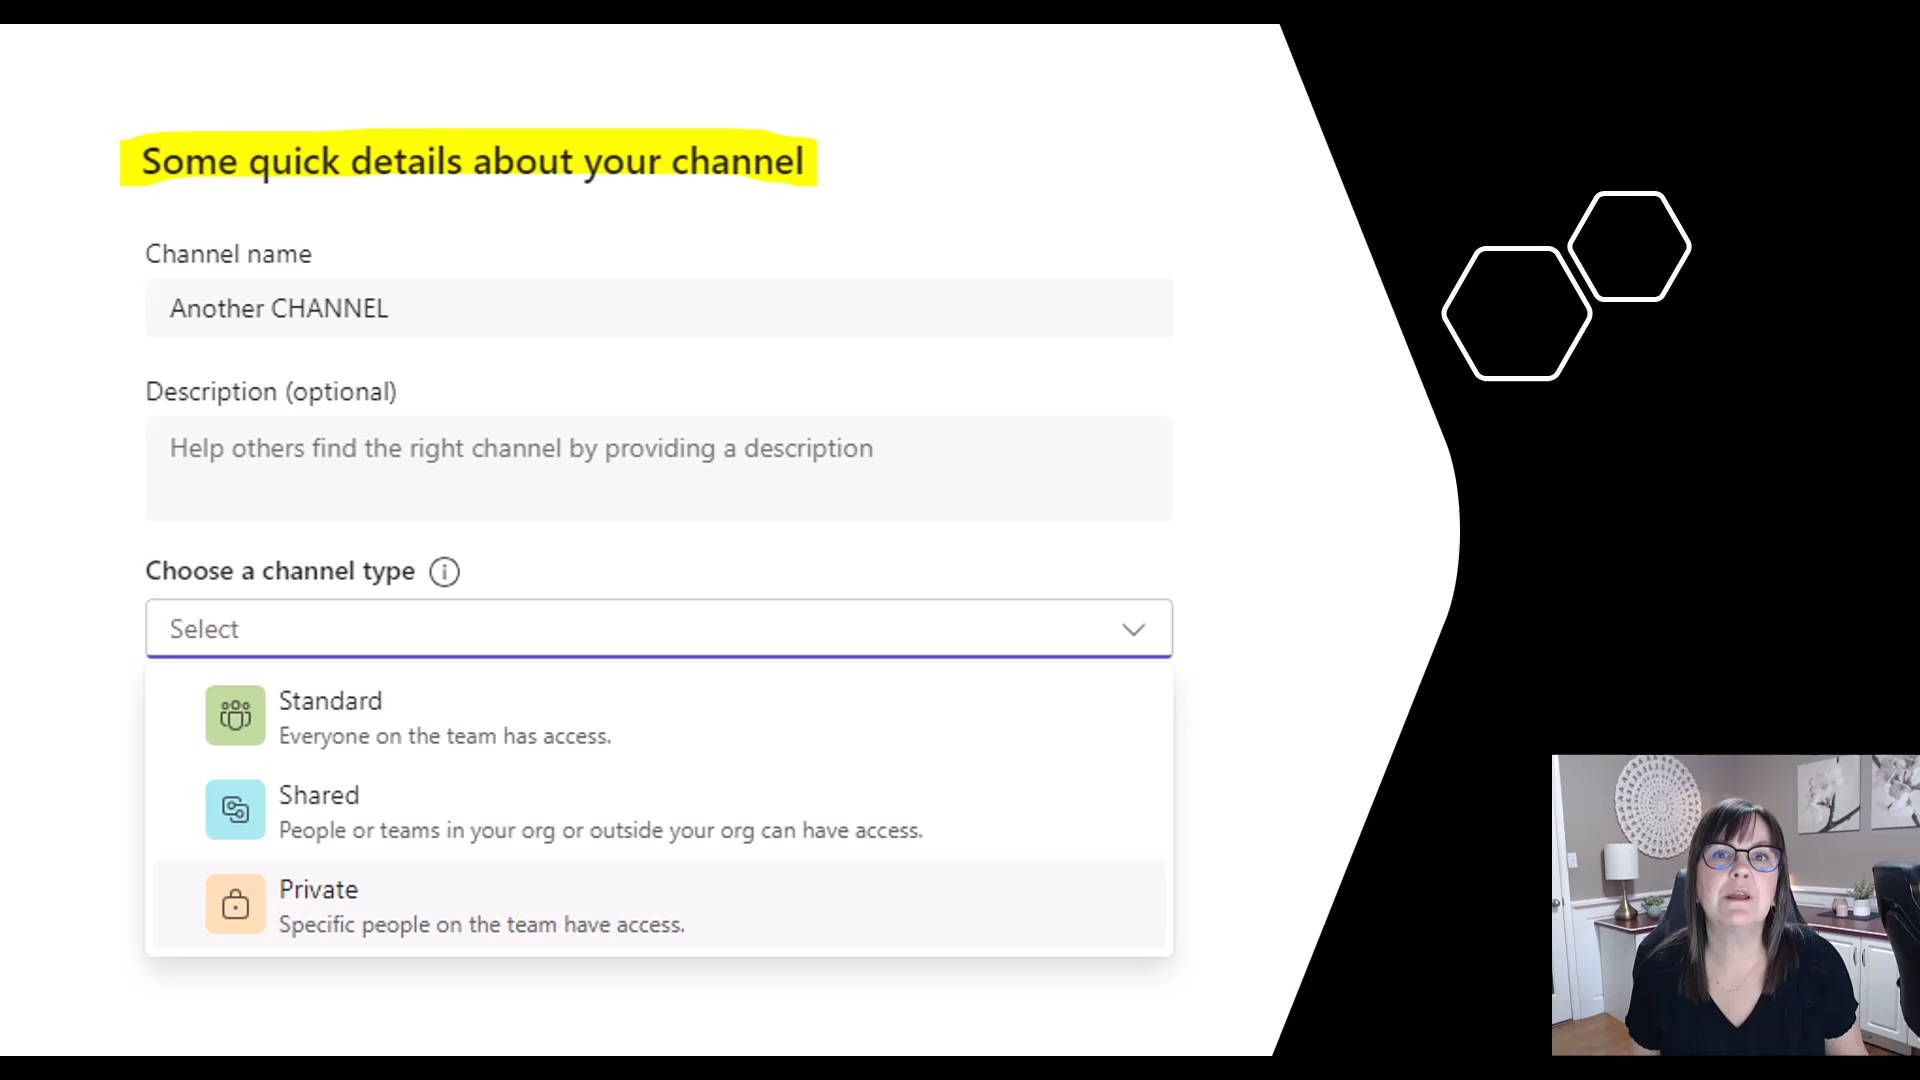 Some quick details about your channel
Channel name
Another CHANNEL
Description (optional)
Help others find the right channel by providing a description
Choose a channel type
Select
Standard
Everyone on the team has access.
Shared
People or teams in your org or outside your org can have access.
Private
Specific people on the team have access.